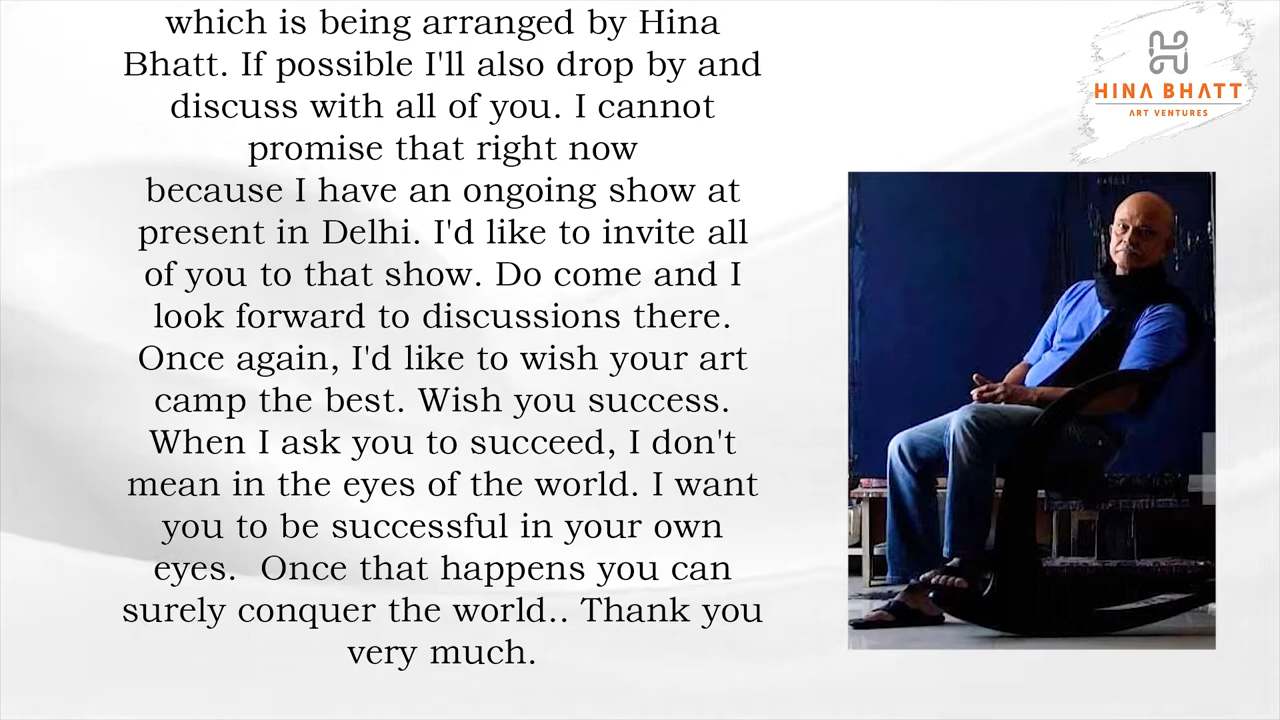 which is being arranged by Hina
Bhatt. If possible I'll also drop by and
discuss with all of you. I cannot
promise that right now
because I have an ongoing show at
present in Delhi. I'd like to invite all
of you to that show. Do come and I
look forward to discussions there.
Once again, I'd like to wish your art
camp the best. Wish you success.
When I ask you to succeed, I don't
mean in the eyes of the world. I want
you to be successful in your own
eyes.  Once that happens you can
surely conquer the world.. Thank you
very much.
HINA BHATT
ART VENTURES